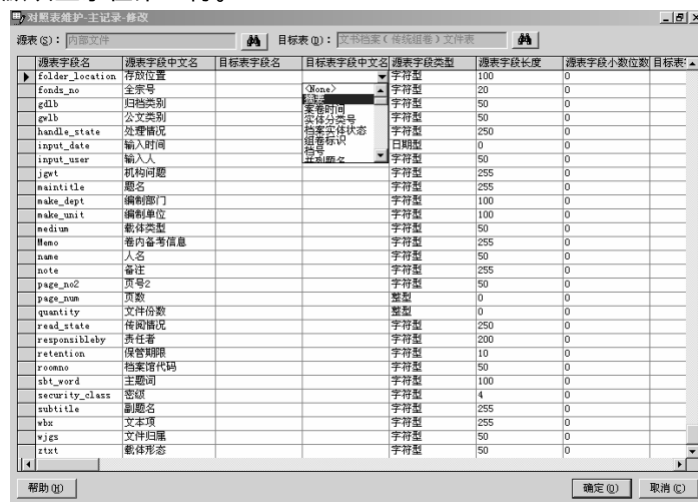 对照表维护-主记录-修改
源表(S)： 内部文件 目标表(D)： 文书档案(传统组卷)文件表
源表字段名 源表字段中文名 目标表字段名 目标表字段中文名 源表字段类型 源表字段长度 源表字段小数位数 目标表
folder_location 存放位置 字符型 100 0
fonds_no 全宗号 <None> 字符型 20 0
gdlb 归档类别 摘要 字符型 50 0
gwlb 公文类别 案卷时间 字符型 50 0
实体分类号
handle_state 处理情况 档案实体状态 字符型 250 0
input_date 输入时间 组卷标识 日期型 0 0
档号
input_user 输入人 并列题名 字符型 50 0
jgwt 机构问题 字符型 255 0
maintitle 题名 字符型 255 0
make_dept 编制部门 字符型 100 0
make_unit 编制单位 字符型 100 0
medium 载体类型 字符型 50 0
Memo 卷内备考信息 字符型 255 0
name 人名 字符型 50 0
note 备注 字符型 255 0
page_no2 页号2 字符型 50 0
page_num 页数 整型 0 0
quantity 文件份数 整型 0 0
read_state 传阅情况 字符型 250 0
responsibleby 责任者 字符型 200 0
retention 保管期限 字符型 10 0
roomno 档案馆代码 字符型 50 0
sbt_word 主题词 字符型 100 0
security_class 密级 字符型 4 0
subtitle 副题名 字符型 255 0
wbx 文本项 字符型 255 0
wjgs 文件归属 字符型 50 0
ztxt 载体形态 字符型 50 0
帮助(H) 确定(O) 取消(C)